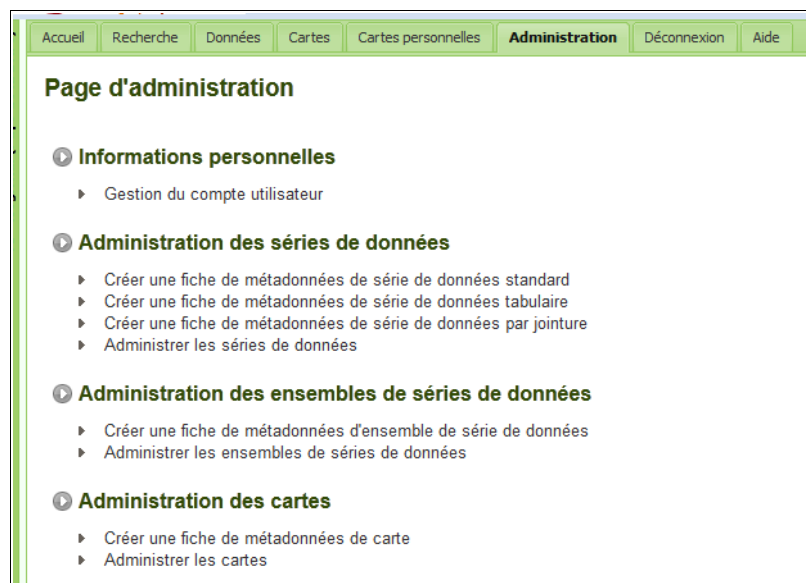 Accueil Recherche Données Cartes Cartes personnelles Administration Déconnexion Aide
Page d'administration
Informations personnelles
Gestion du compte utilisateur
Administration des séries de données
Créer une fiche de métadonnées de série de données standard
Créer une fiche de métadonnées de série de données tabulaire
Créer une fiche de métadonnées de série de données par jointure
Administrer les séries de données
Administration des ensembles de séries de données
Créer une fiche de métadonnées d'ensemble de série de données
Administrer les ensembles de séries de données
Administration des cartes
Créer une fiche de métadonnées de carte
Administrer les cartes